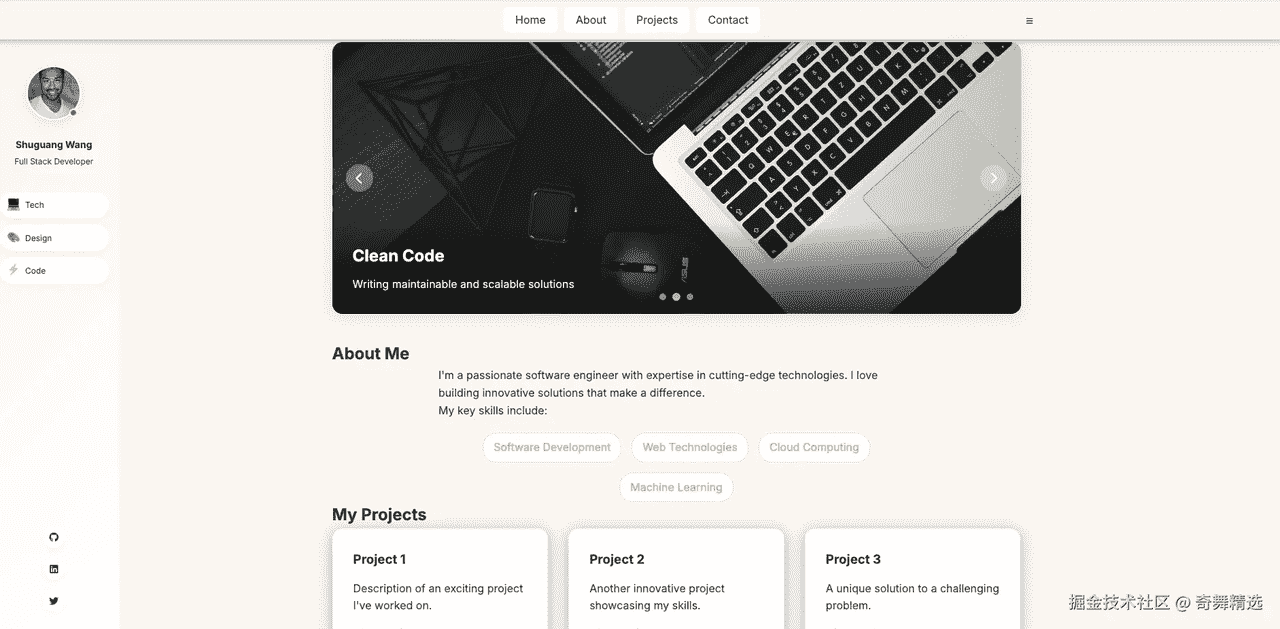 Home About Projects Contact
Shuguang Wang
Full Stack Developer
Tech
Design
Code
Clean Code
Writing maintainable and scalable solutions
About Me
I'm a passionate software engineer with expertise in cutting-edge technologies. I love
building innovative solutions that make a difference.
My key skills include:
Software Development Web Technologies Cloud Computing
Machine Learning
My Projects
Project 1
Description of an exciting project
I've worked on.
Project 2
Another innovative project
showcasing my skills.
Project 3
A unique solution to a challenging
problem.
掘金技术社区 @ 奇舞精选